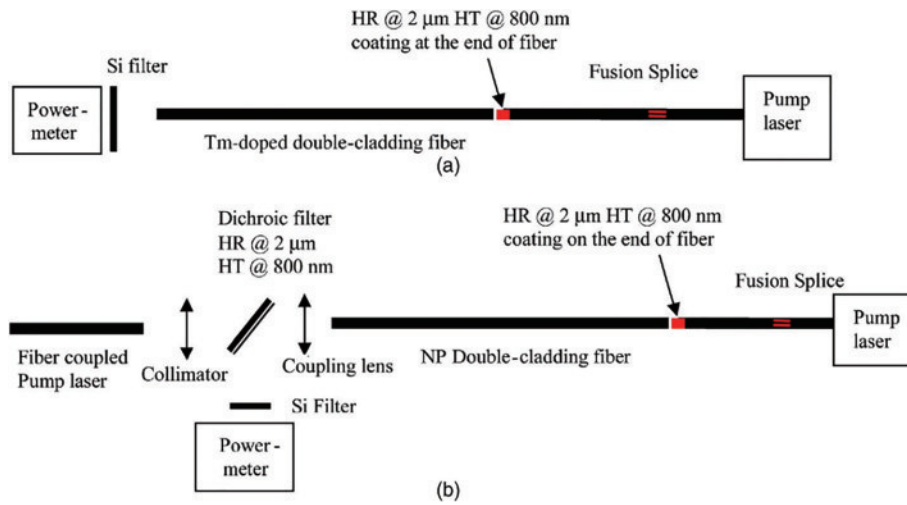 HR @ 2 μm HT @ 800 nm
coating at the end of fiber
Si filter
Fusion Splice
Power-
meter
Pump
laser
Tm-doped double-cladding fiber
(a)
Dichroic filter
HR @ 2 μm
HT @ 800 nm
HR @ 2 μm HT @ 800 nm
coating on the end of fiber
Fusion Splice
Pump
laser
Fiber coupled
Pump laser
Collimator
Coupling lens
NP Double-cladding fiber
Si Filter
Power-
meter
(b)